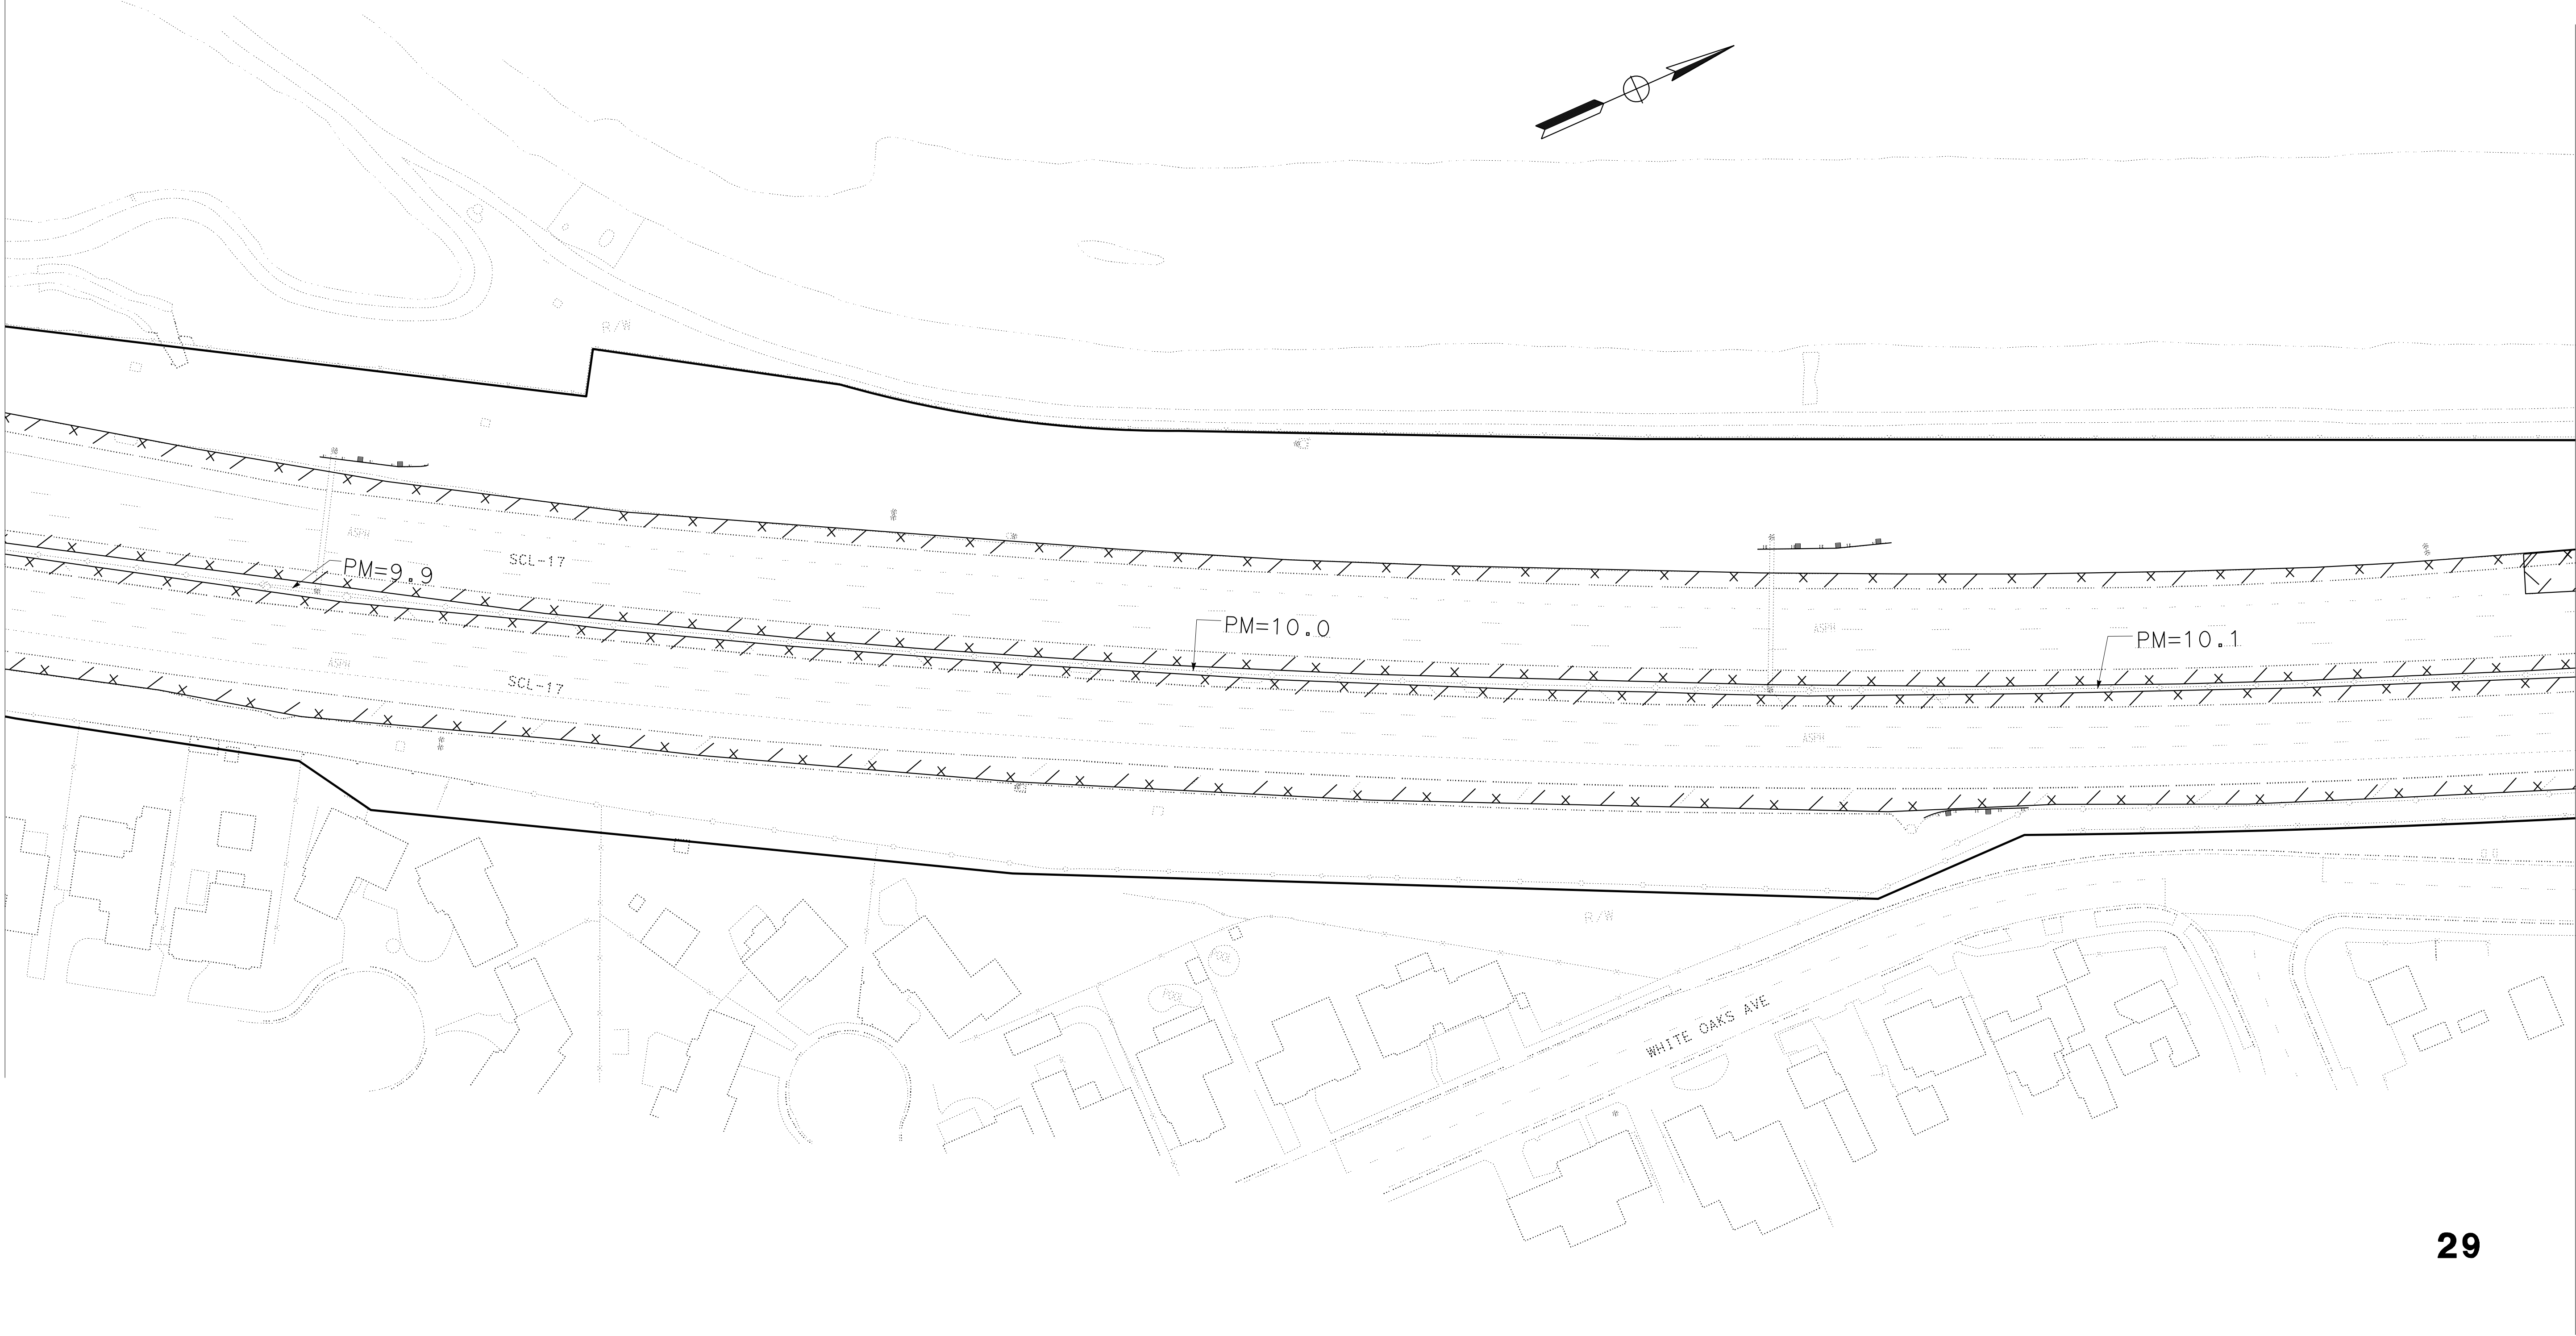 R/W
ASPH
SCL-17
PM=9.9
PM=10.0
ASPH
PM=10.1
ASPH
SCL-17
ASPH
R/W
WHITE OAKS AVE
29